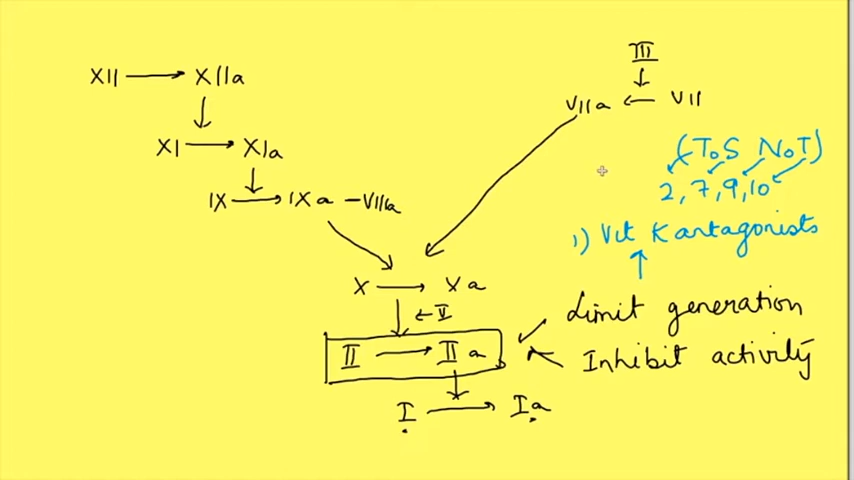 III
XII → XIIa
VIIa ← VII
XI → XIa
(ToS NoT)
2, 7, 9, 10
IX → IXa - VIIIa
1) Vit K antagonists
X → Xa
← V
Limit generation
II → IIa
Inhibit activity
I → Ia